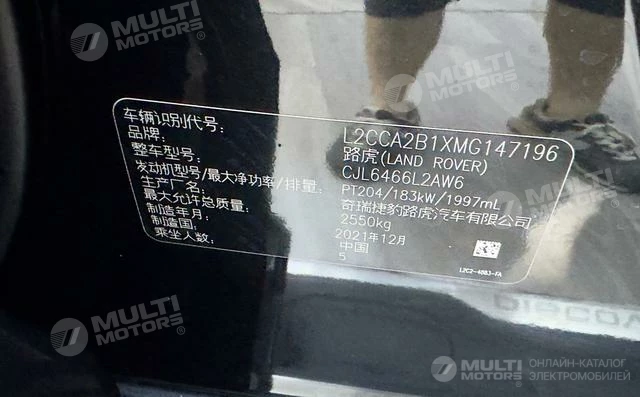 MULTI MOTORS®
MULTI MOTORS®
车辆识别代号: L2CCA2B1XMG147196
品牌: 路虎(LAND ROVER)
整车型号: CJL6466L2AW6
发动机型号/最大净功率/排量: PT204/183kW/1997mL
生产厂名: 奇瑞捷豹路虎汽车有限公司
最大允许总质量: 2550kg
制造年月: 2021年12月
制造国: 中国
乘坐人数: 5
L2C2-4083-FA
MULTI MOTORS®
MULTI MOTORS®
ОНЛАЙН-КАТАЛОГ
ЭЛЕКТРОМОБИЛЕЙ